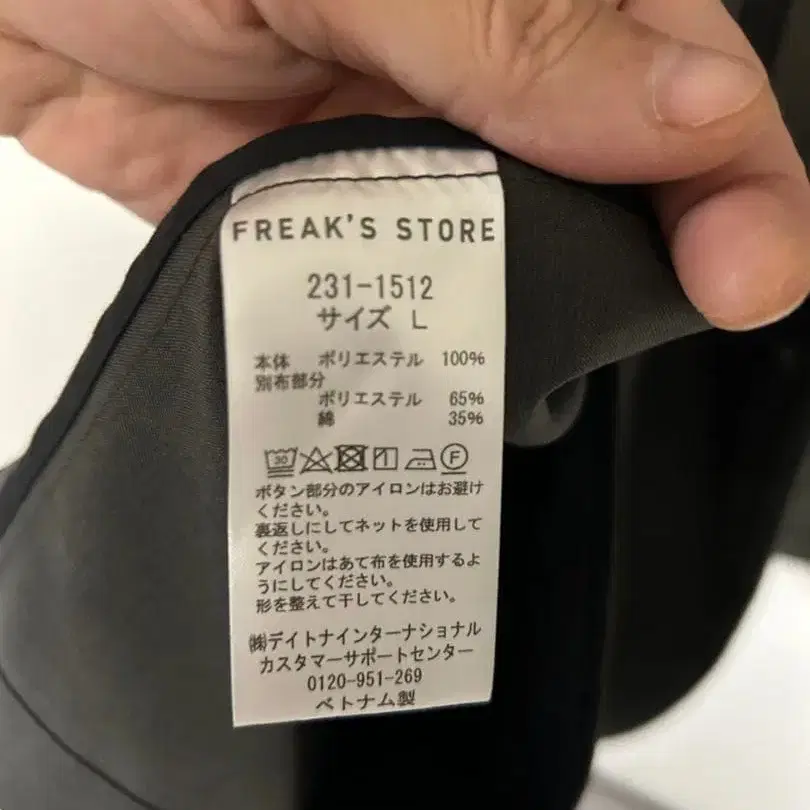 FREAK'S STORE
231-1512
サイズ L
本体 ポリエステル 100%
別布部分
ポリエステル 65%
綿 35%
30 F
ボタン部分のアイロンはお避け
ください。
裏返しにしてネットを使用して
ください。
アイロンはあて布を使用するよ
うにしてください。
形を整えて干してください。
㈱デイトナインターナショナル
カスタマーサポートセンター
0120-951-269
ベトナム製